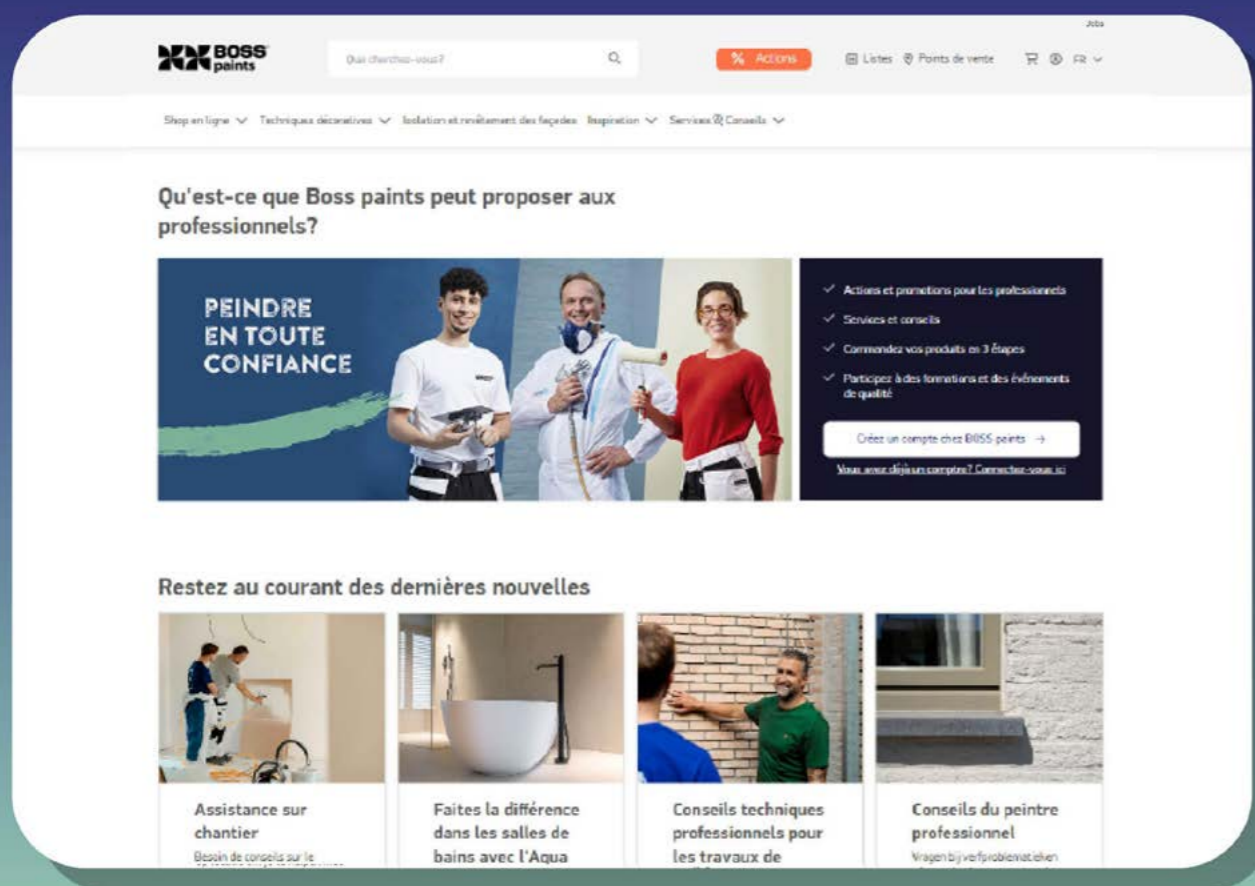 Jobs
BOSS
paints
Que cherchez-vous?
% Actions
Listes
Points de vente
FR
Shop en ligne
Techniques décoratives
Isolation et revêtement des façades
Inspiration
Services & Conseils
Qu'est-ce que Boss paints peut proposer aux
professionnels?
PEINDRE
EN TOUTE
CONFIANCE
Actions et promotions pour les professionnels
Services et conseils
Commandez vos produits en 3 étapes
Participez à des formations et des événements
de qualité
Créez un compte chez BOSS paints →
Vous avez déjà un compte? Connectez-vous ici
Restez au courant des dernières nouvelles
Assistance sur
chantier
Besoin de conseils sur le
Faites la différence
dans les salles de
bains avec l'Aqua
Conseils techniques
professionnels pour
les travaux de
Conseils du peintre
professionnel
Vragen bij verfproblematieken